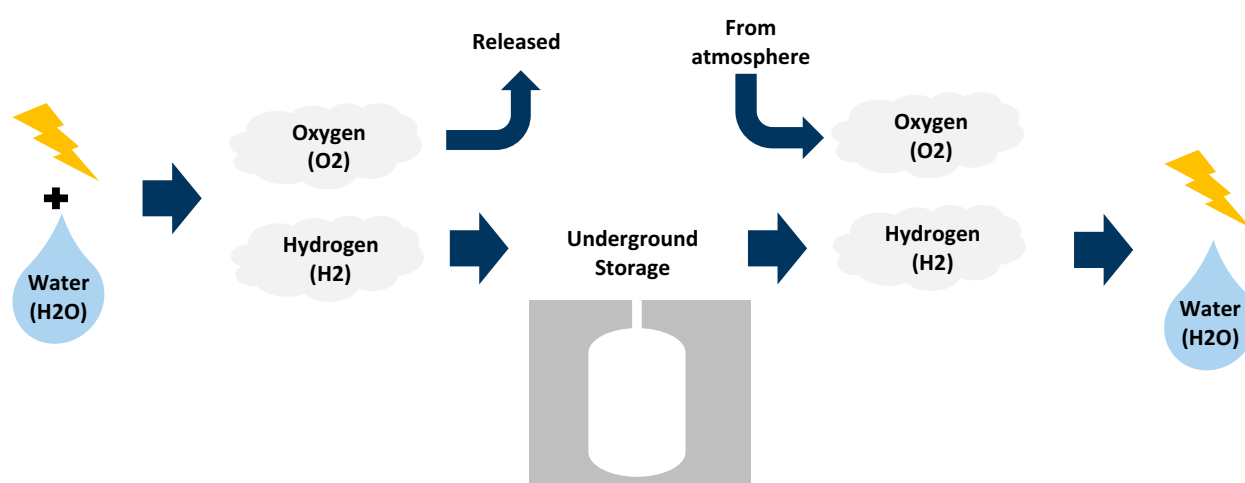 Released
From
atmosphere
Oxygen
(O2)
Oxygen
(O2)
Hydrogen
(H2)
Underground
Storage
Hydrogen
(H2)
Water
(H2O)
Water
(H2O)